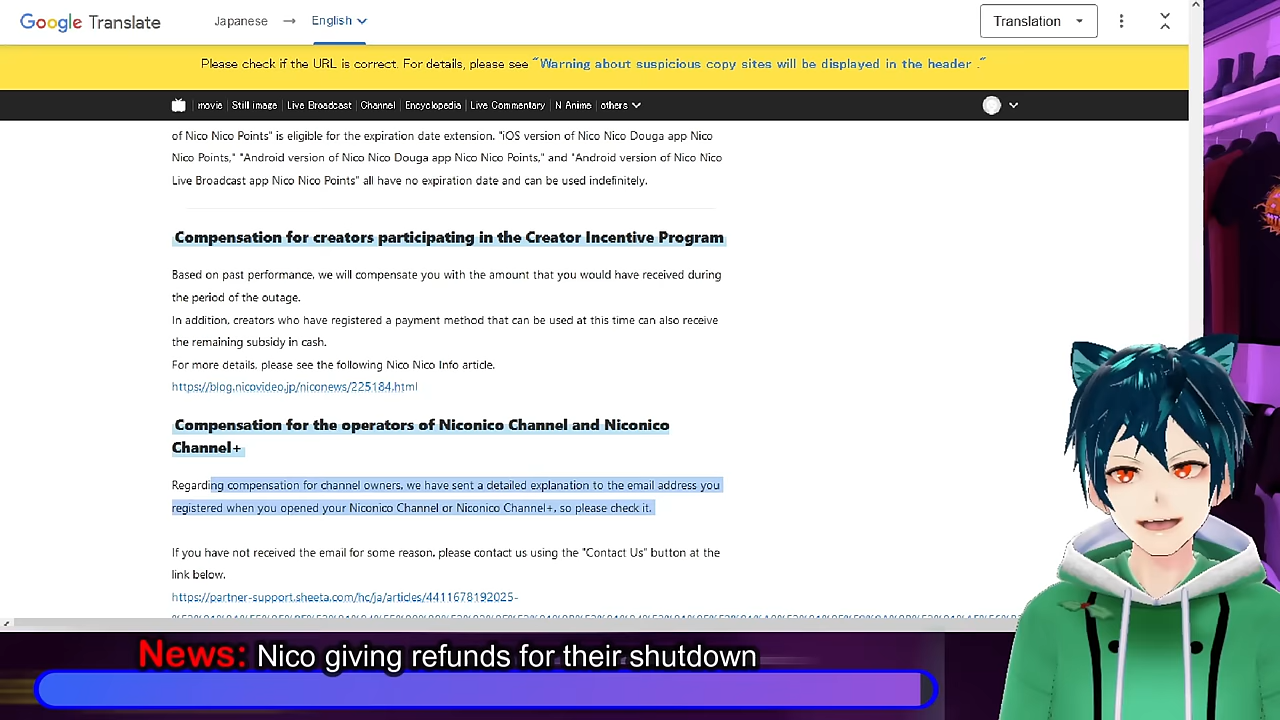 Google Translate
Japanese → English
Translation
Please check if the URL is correct. For details, please see "Warning about suspicious copy sites will be displayed in the header ."
movie | Still image | Live Broadcast | Channel | Encyclopedia | Live Commentary | N Anime | others
of Nico Nico Points" is eligible for the expiration date extension. "iOS version of Nico Nico Douga app Nico
Nico Points," "Android version of Nico Nico Douga app Nico Nico Points," and "Android version of Nico Nico
Live Broadcast app Nico Nico Points" all have no expiration date and can be used indefinitely.
Compensation for creators participating in the Creator Incentive Program
Based on past performance, we will compensate you with the amount that you would have received during
the period of the outage.
In addition, creators who have registered a payment method that can be used at this time can also receive
the remaining subsidy in cash.
For more details, please see the following Nico Nico Info article.
https://blog.nicovideo.jp/niconews/225184.html
Compensation for the operators of Niconico Channel and Niconico
Channel+
Regarding compensation for channel owners, we have sent a detailed explanation to the email address you
registered when you opened your Niconico Channel or Niconico Channel+, so please check it.
If you have not received the email for some reason, please contact us using the "Contact Us" button at the
link below.
https://partner-support.sheeta.com/hc/ja/articles/4411678192025-
News: Nico giving refunds for their shutdown